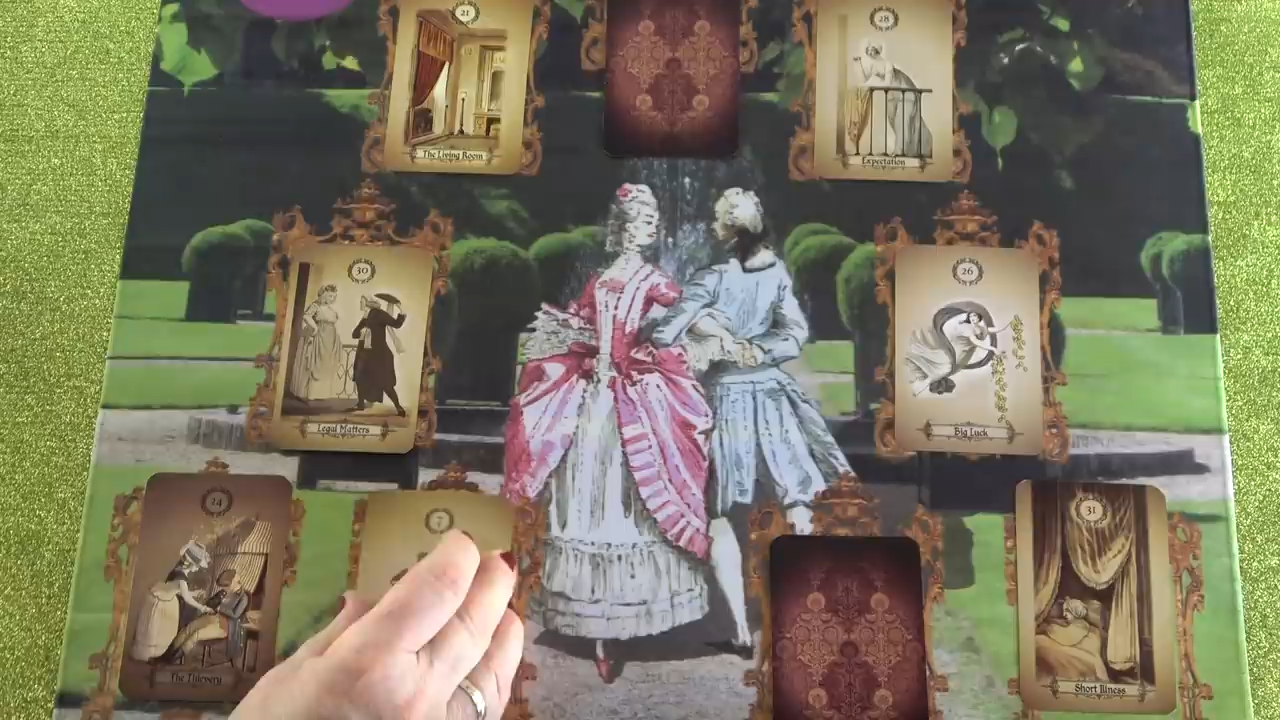 21
The Living Room
28
Expectation
30
Legal Matters
26
Big Luck
24
The Thievery
7
31
Short Illness